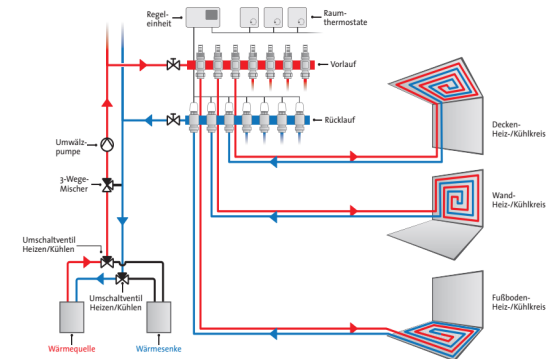 Regel-
einheit
Raum-
thermostate
Vorlauf
Rücklauf
Decken-
Heiz-/Kühlkreis
Umwälz-
pumpe
3-Wege-
Mischer
Wand-
Heiz-/Kühlkreis
Umschaltventil
Heizen/Kühlen
Umschaltventil
Heizen/Kühlen
Fußboden-
Heiz-/Kühlkreis
Wärmequelle
Wärmesenke